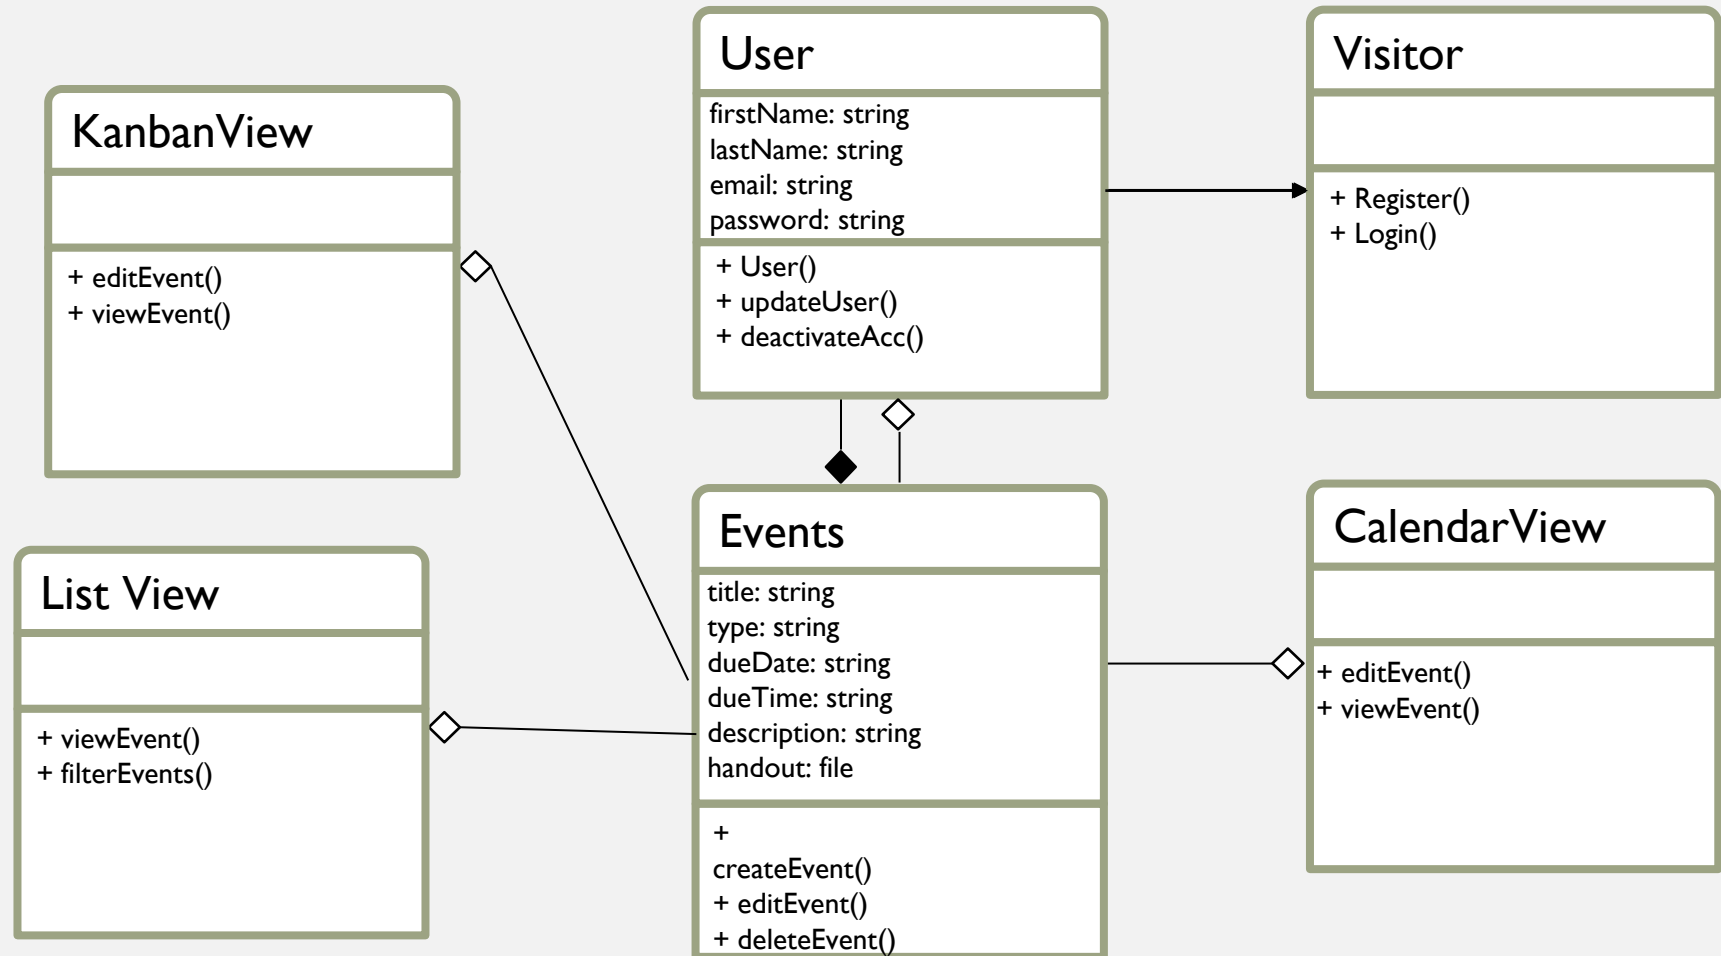 KanbanView
+ editEvent()
+ viewEvent()
List View
+ viewEvent()
+ filterEvents()
User
firstName: string
lastName: string
email: string
password: string
+ User()
+ updateUser()
+ deactivateAcc()
Events
title: string
type: string
dueDate: string
dueTime: string
description: string
handout: file
+
createEvent()
+ editEvent()
+ deleteEvent()
Visitor
+ Register()
+ Login()
CalendarView
+ editEvent()
+ viewEvent()